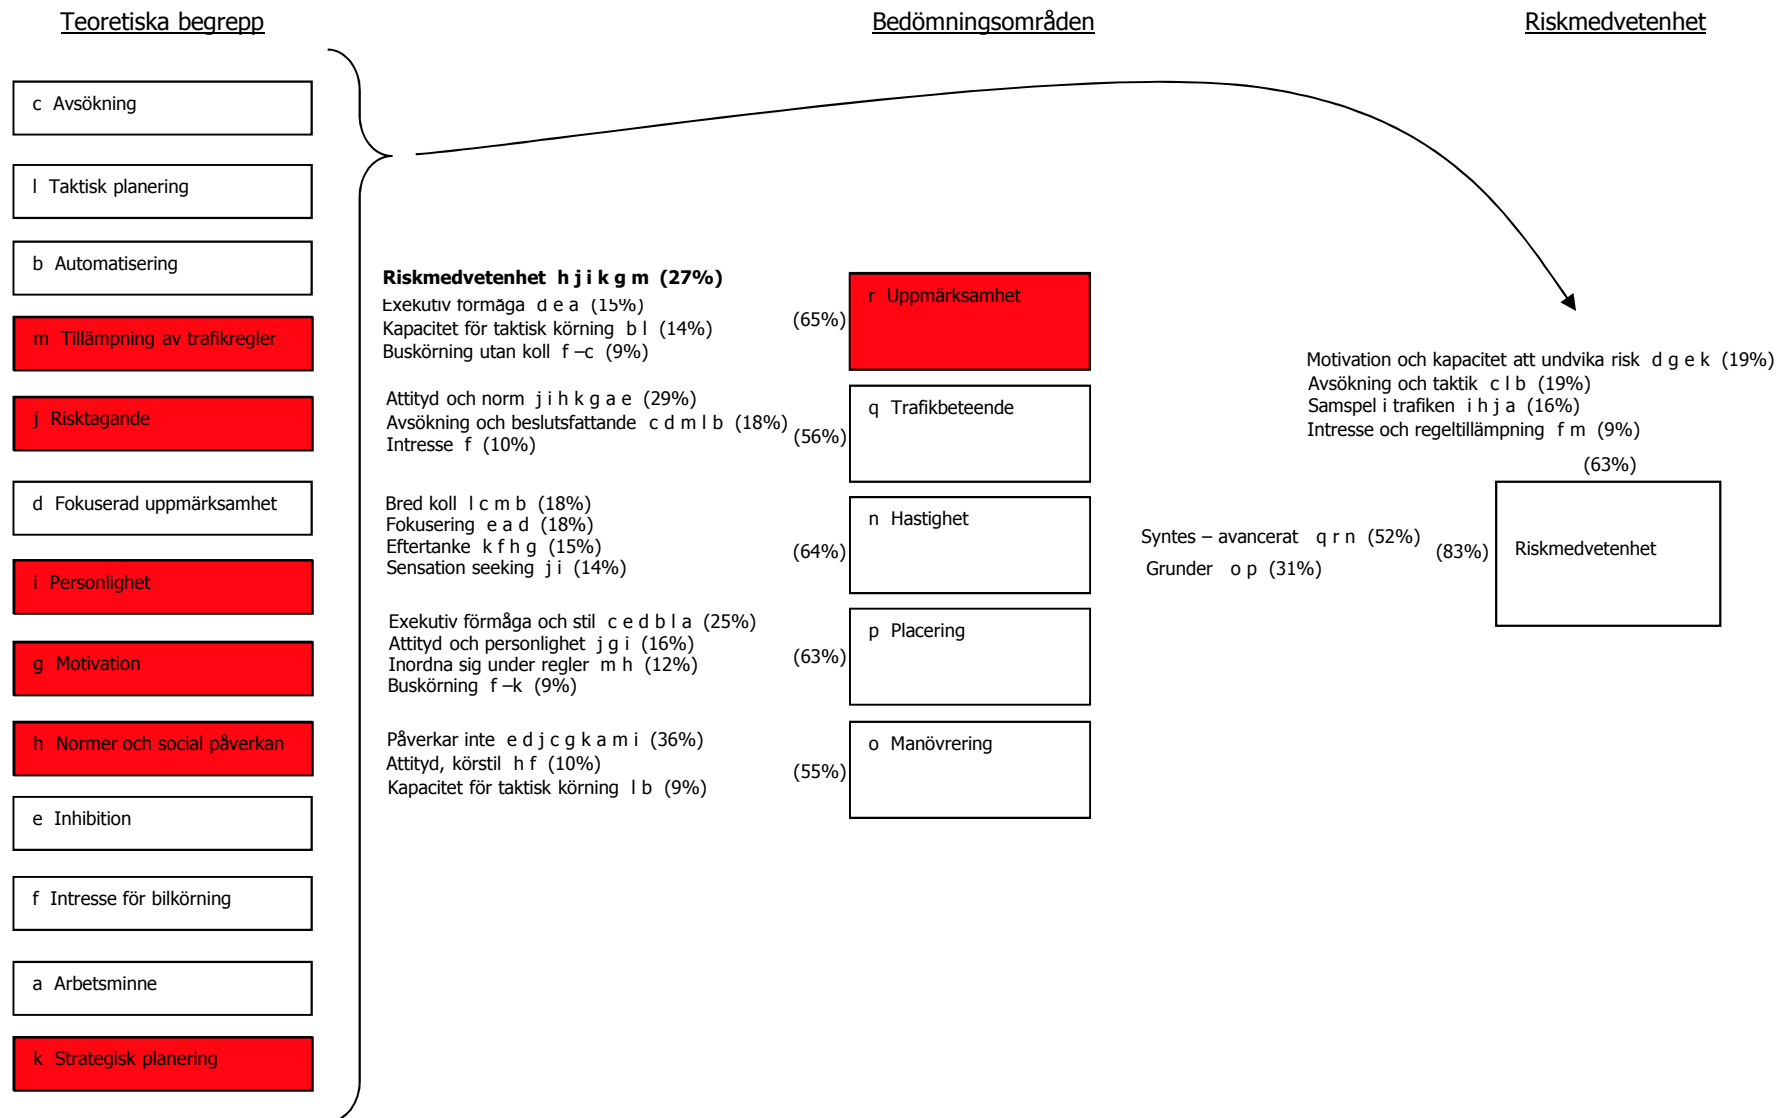 Teoretiska begrepp
Bedömningsområden
Riskmedvetenhet
c Avsökning
l Taktisk planering
b Automatisering
m Tillämpning av trafikregler
j Risktagande
d Fokuserad uppmärksamhet
i Personlighet
g Motivation
h Normer och social påverkan
e Inhibition
f Intresse för bilkörning
a Arbetsminne
k Strategisk planering
Riskmedvetenhet h j i k g m (27%)
Exekutiv förmåga d e a (15%)
Kapacitet för taktisk körning b l (14%)
Buskörning utan koll f –c (9%)
(65%)
r Uppmärksamhet
Attityd och norm j i h k g a e (29%)
Avsökning och beslutsfattande c d m l b (18%)
Intresse f (10%)
(56%)
q Trafikbeteende
Bred koll l c m b (18%)
Fokusering e a d (18%)
Eftertanke k f h g (15%)
Sensation seeking j i (14%)
(64%)
n Hastighet
Exekutiv förmåga och stil c e d b l a (25%)
Attityd och personlighet j g i (16%)
Inordna sig under regler m h (12%)
Buskörning f –k (9%)
(63%)
p Placering
Påverkar inte e d j c g k a m i (36%)
Attityd, körstil h f (10%)
Kapacitet för taktisk körning l b (9%)
(55%)
o Manövrering
Motivation och kapacitet att undvika risk d g e k (19%)
Avsökning och taktik c l b (19%)
Samspel i trafiken i h j a (16%)
Intresse och regeltillämpning f m (9%)
(63%)
Syntes – avancerat q r n (52%)
Grunder o p (31%)
(83%)
Riskmedvetenhet